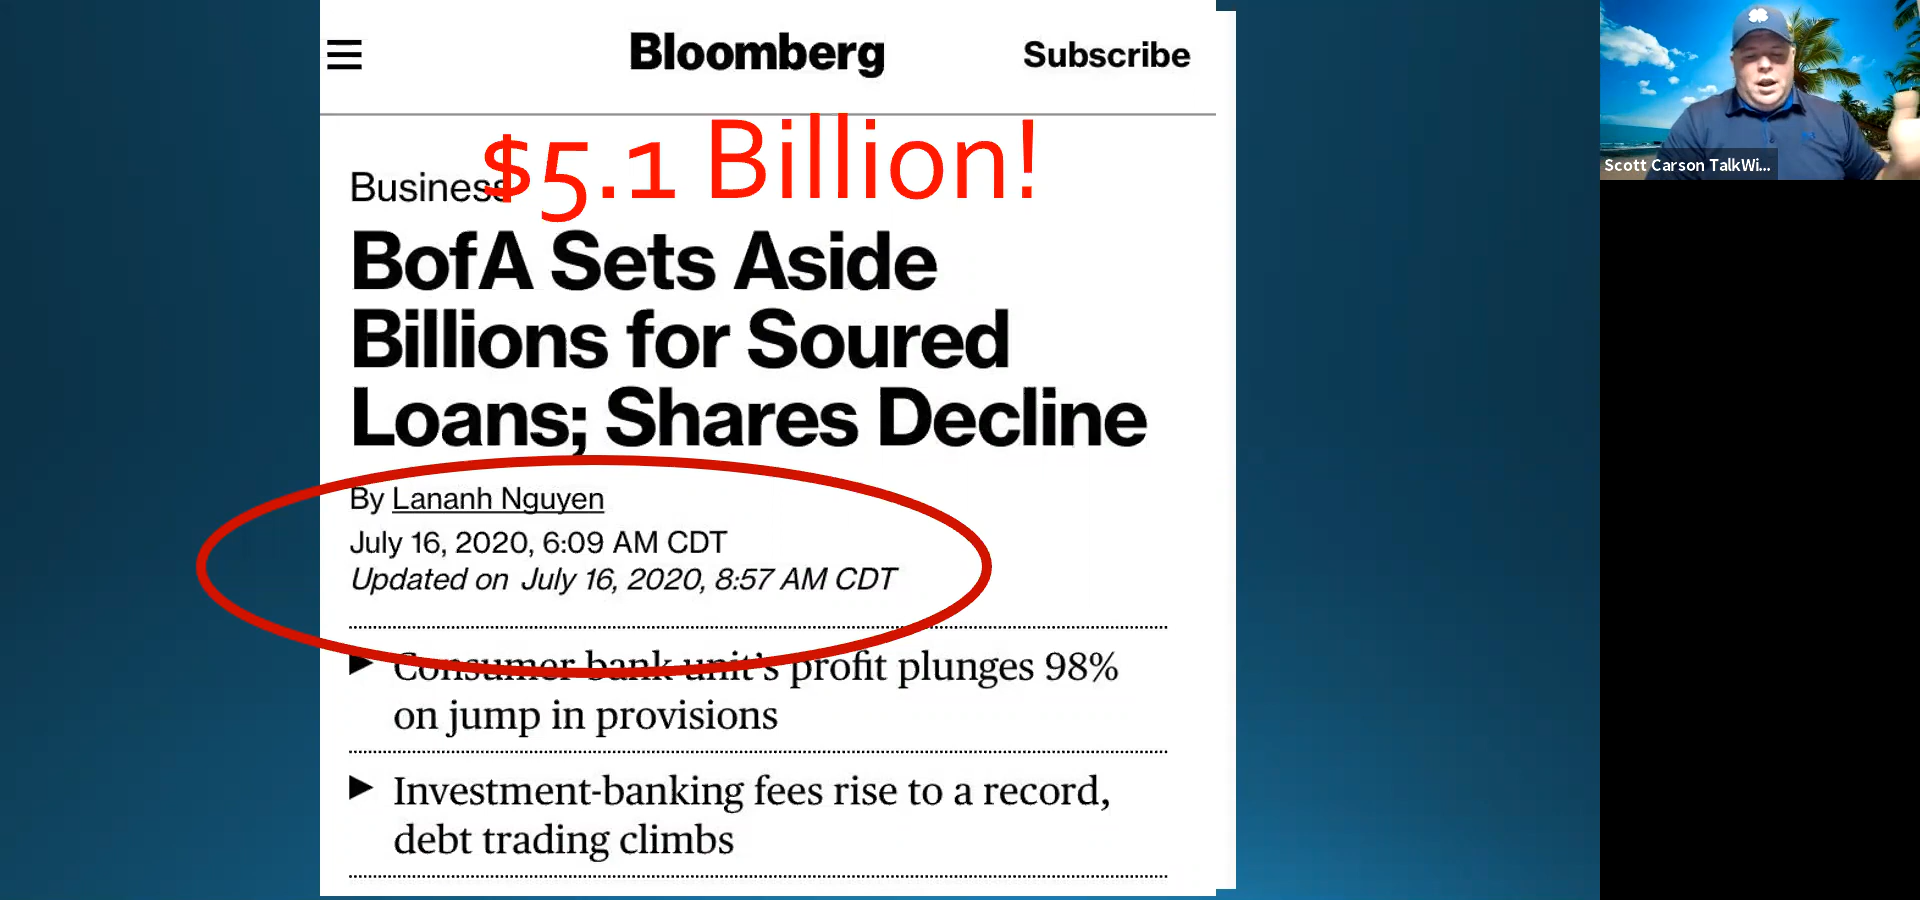 Bloomberg
Subscribe
$5.1 Billion!
Business
BofA Sets Aside
Billions for Soured
Loans; Shares Decline
By Lananh Nguyen
July 16, 2020, 6:09 AM CDT
Updated on July 16, 2020, 8:57 AM CDT
Consumer bank unit's profit plunges 98%
on jump in provisions
Investment-banking fees rise to a record,
debt trading climbs
Scott Carson TalkWi...